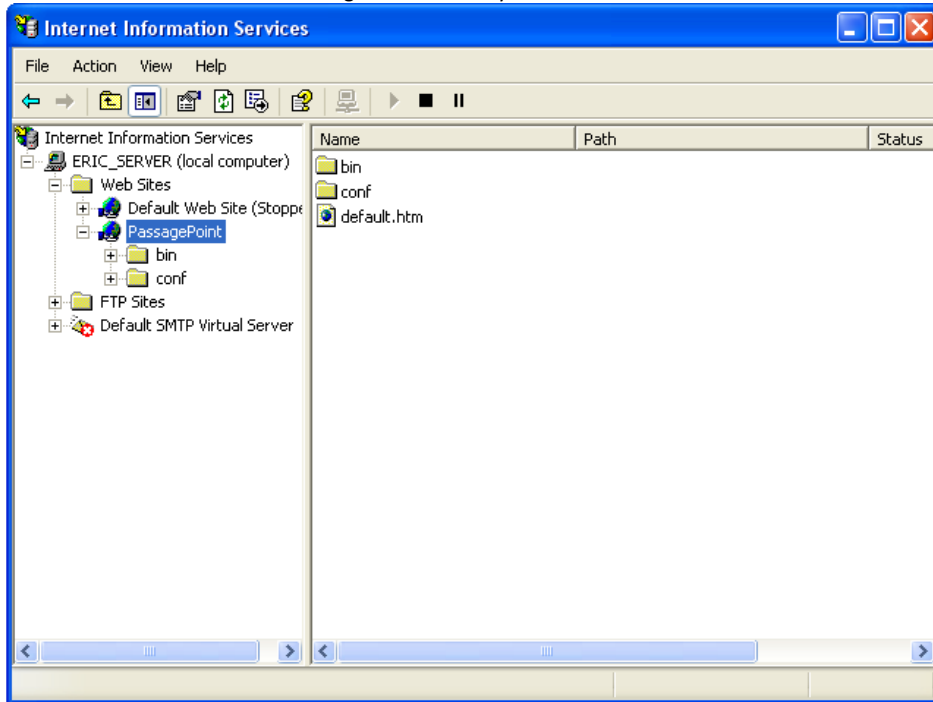 Internet Information Services
File Action View Help
Internet Information Services
ERIC_SERVER (local computer)
Web Sites
Default Web Site (Stoppe
PassagePoint
bin
conf
FTP Sites
Default SMTP Virtual Server
Name Path Status
bin
conf
default.htm